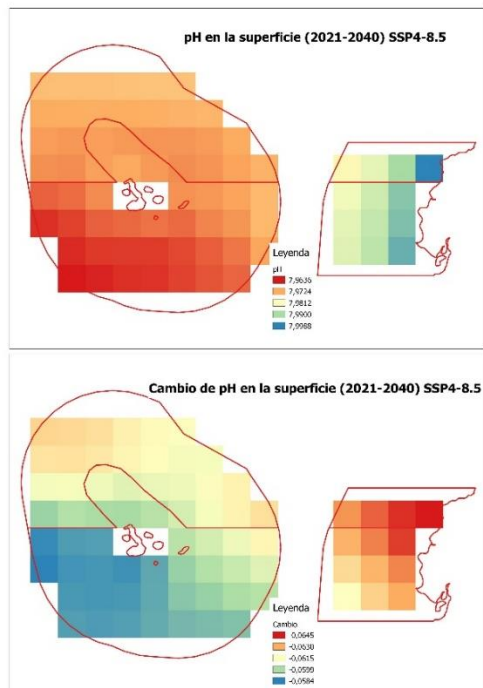 pH en la superficie (2021-2040) SSP4-8.5
Leyenda
pH
7,9636
7,9724
7,9812
7,9900
7,9988
Cambio de pH en la superficie (2021-2040) SSP4-8.5
Leyenda
Cambio
-0,0645
-0,0630
-0,0615
-0,0599
-0,0584